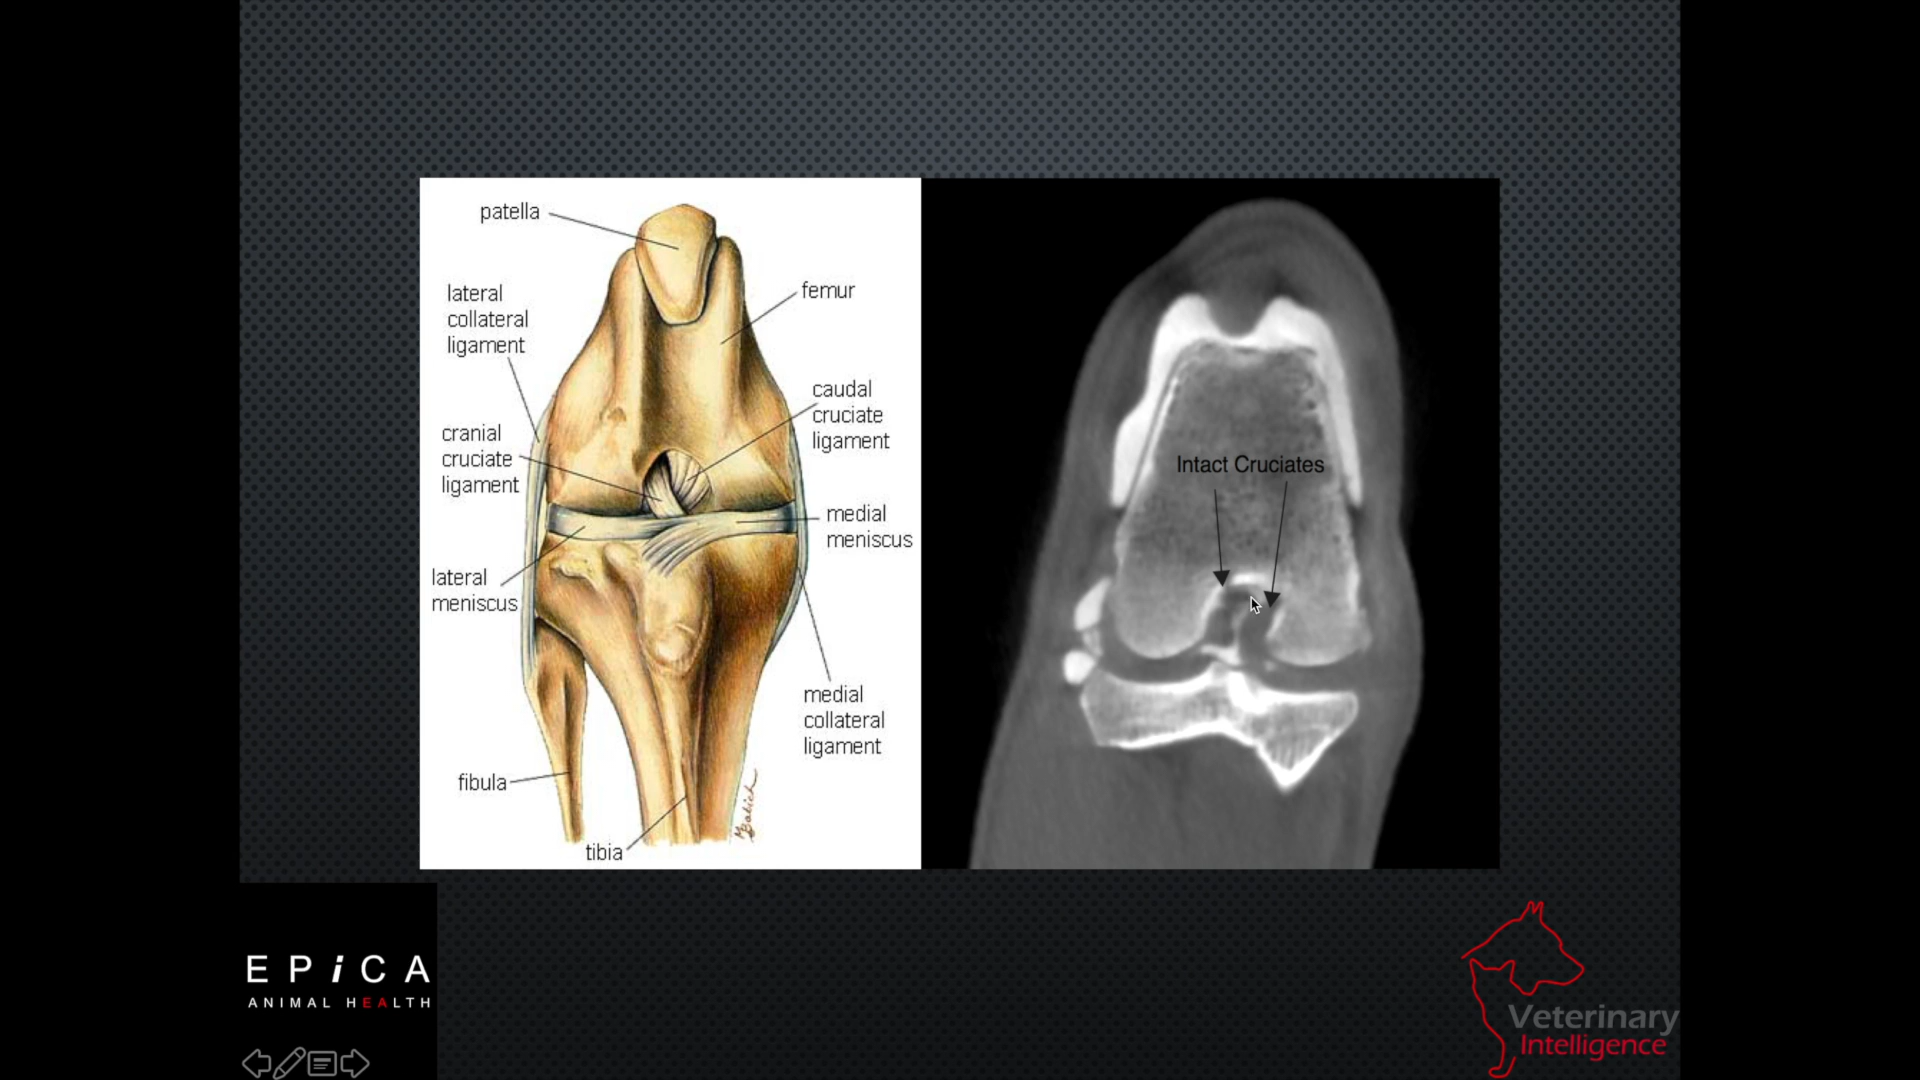 patella
lateral
collateral
ligament
femur
caudal
cruciate
ligament
cranial
cruciate
ligament
medial
meniscus
lateral
meniscus
medial
collateral
ligament
fibula
tibia
MBabich
Intact Cruciates
EPiCA
ANIMAL HEALTH
Veterinary
Intelligence